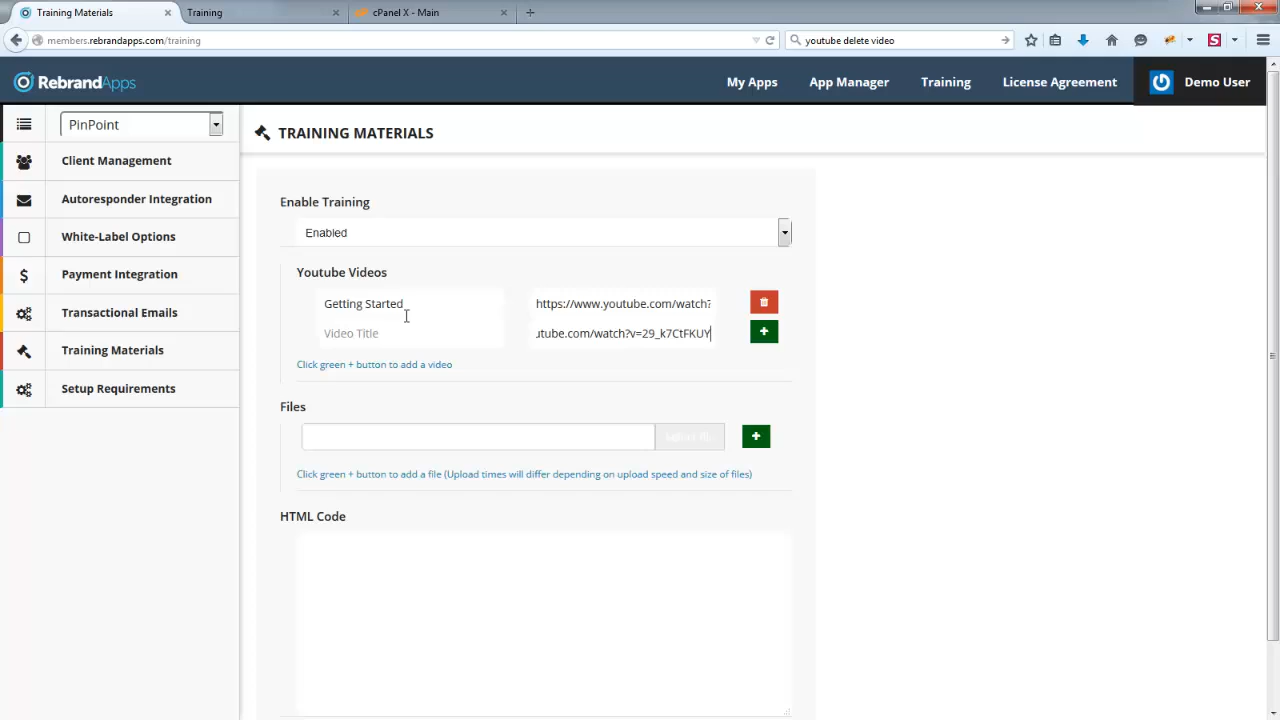 Training Materials
Training
cPanel X - Main
members.rebrandapps.com/training
youtube delete video
RebrandApps
My Apps
App Manager
Training
License Agreement
Demo User
PinPoint
Client Management
Autoresponder Integration
White-Label Options
Payment Integration
Transactional Emails
Training Materials
Setup Requirements
TRAINING MATERIALS
Enable Training
Enabled
Youtube Videos
Getting Started https://www.youtube.com/watch?
Video Title utube.com/watch?v=29_k7CtFKUY
Click green + button to add a video
Files
Click green + button to add a file (Upload times will differ depending on upload speed and size of files)
HTML Code